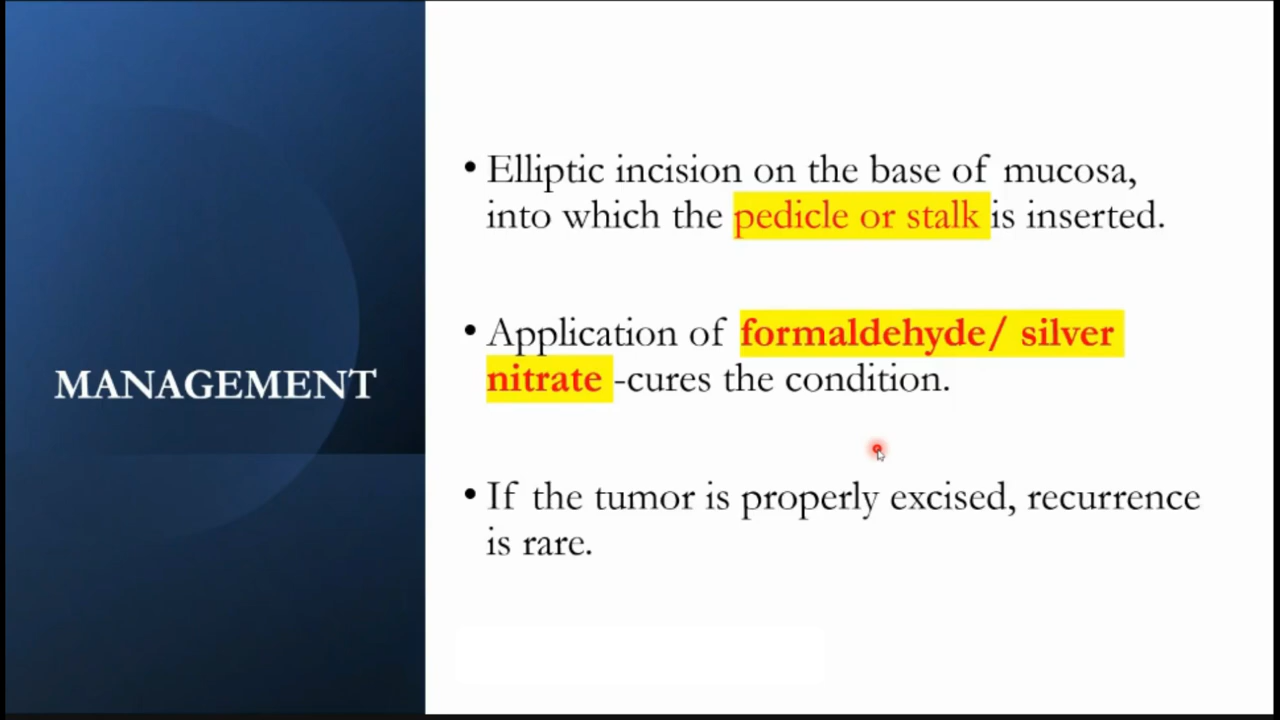 MANAGEMENT
• Elliptic incision on the base of mucosa,
into which the pedicle or stalk is inserted.
• Application of formaldehyde/ silver
nitrate -cures the condition.
• If the tumor is properly excised, recurrence
is rare.